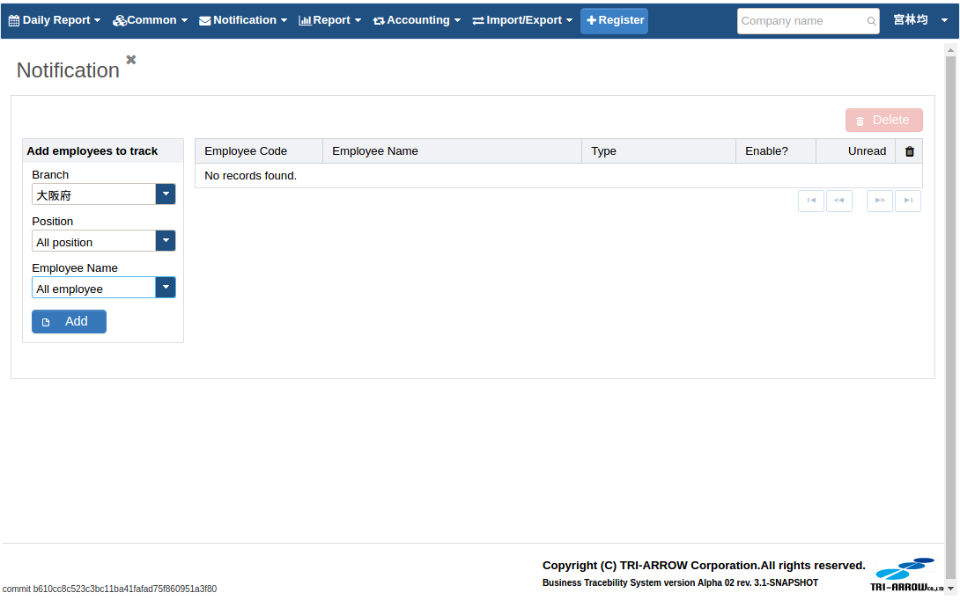 Daily Report Common Notification Report Accounting Import/Export Register Company name 宮林均
Notification
Delete
Add employees to track
Employee Code Employee Name Type Enable? Unread
No records found.
Branch
大阪府
Position
All position
Employee Name
All employee
Add
Copyright (C) TRI-ARROW Corporation.All rights reserved.
Business Tracebility System version Alpha 02 rev. 3.1-SNAPSHOT
TRI-ARROW
commit b610cc8c523c3bc11ba41fafad75f860951a3f80